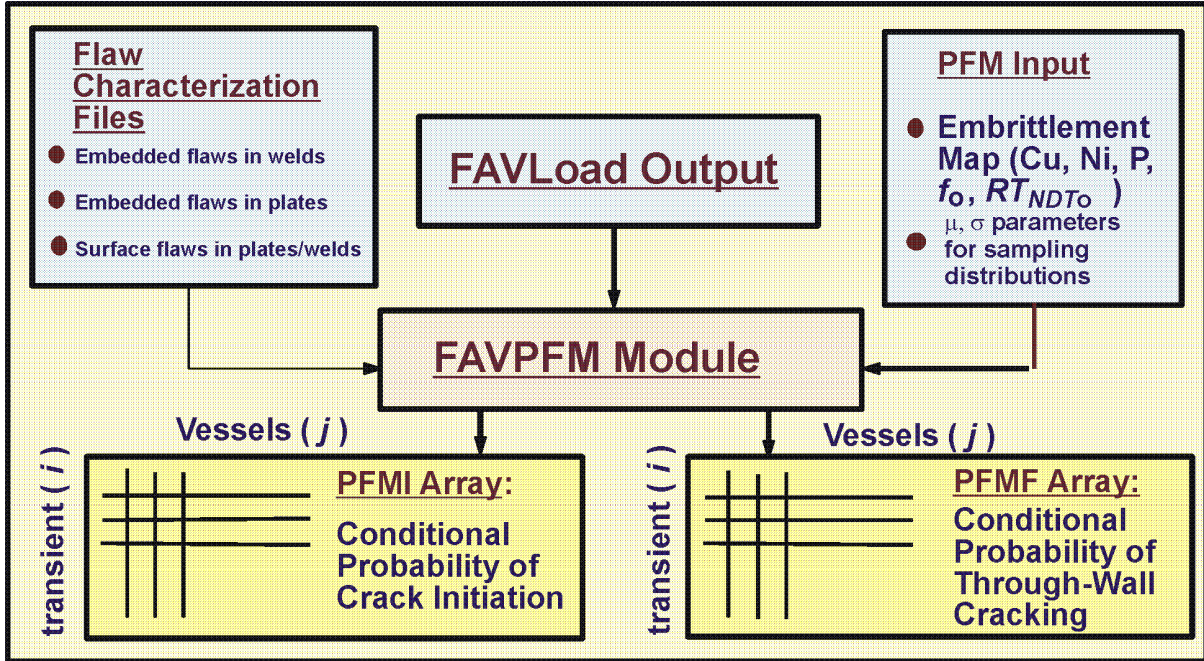 Flaw
Characterization
Files
Embedded flaws in welds
Embedded flaws in plates
Surface flaws in plates/welds
FAVLoad Output
PFM Input
Embrittlement
Map (Cu, Ni, P,
fo, RTNDTo )
μ, σ parameters
for sampling
distributions
FAVPFM Module
Vessels ( j )
transient ( i )
PFMI Array:
Conditional
Probability of
Crack Initiation
Vessels ( j )
transient ( i )
PFMF Array:
Conditional
Probability of
Through-Wall
Cracking